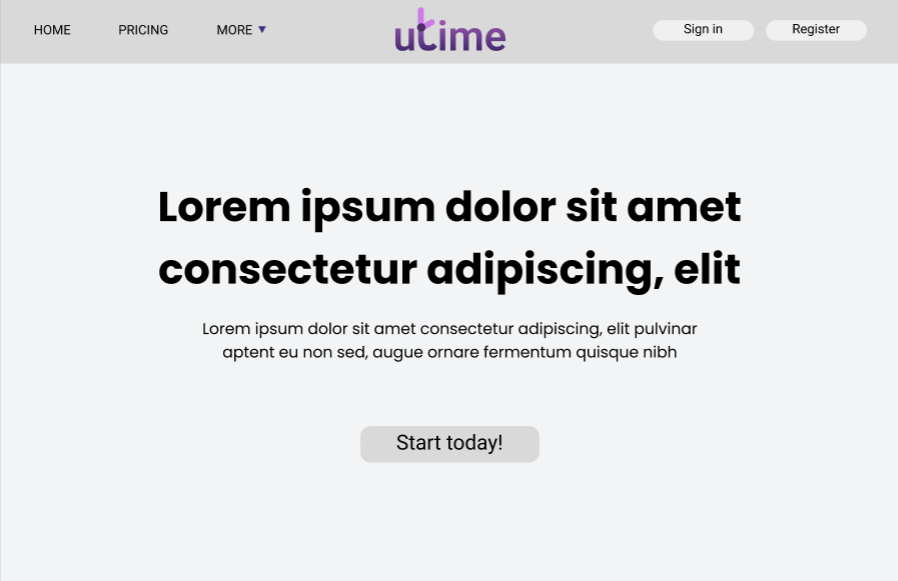 HOME PRICING MORE utime Sign in Register
Lorem ipsum dolor sit amet
consectetur adipiscing, elit
Lorem ipsum dolor sit amet consectetur adipiscing, elit pulvinar
aptent eu non sed, augue ornare fermentum quisque nibh
Start today!